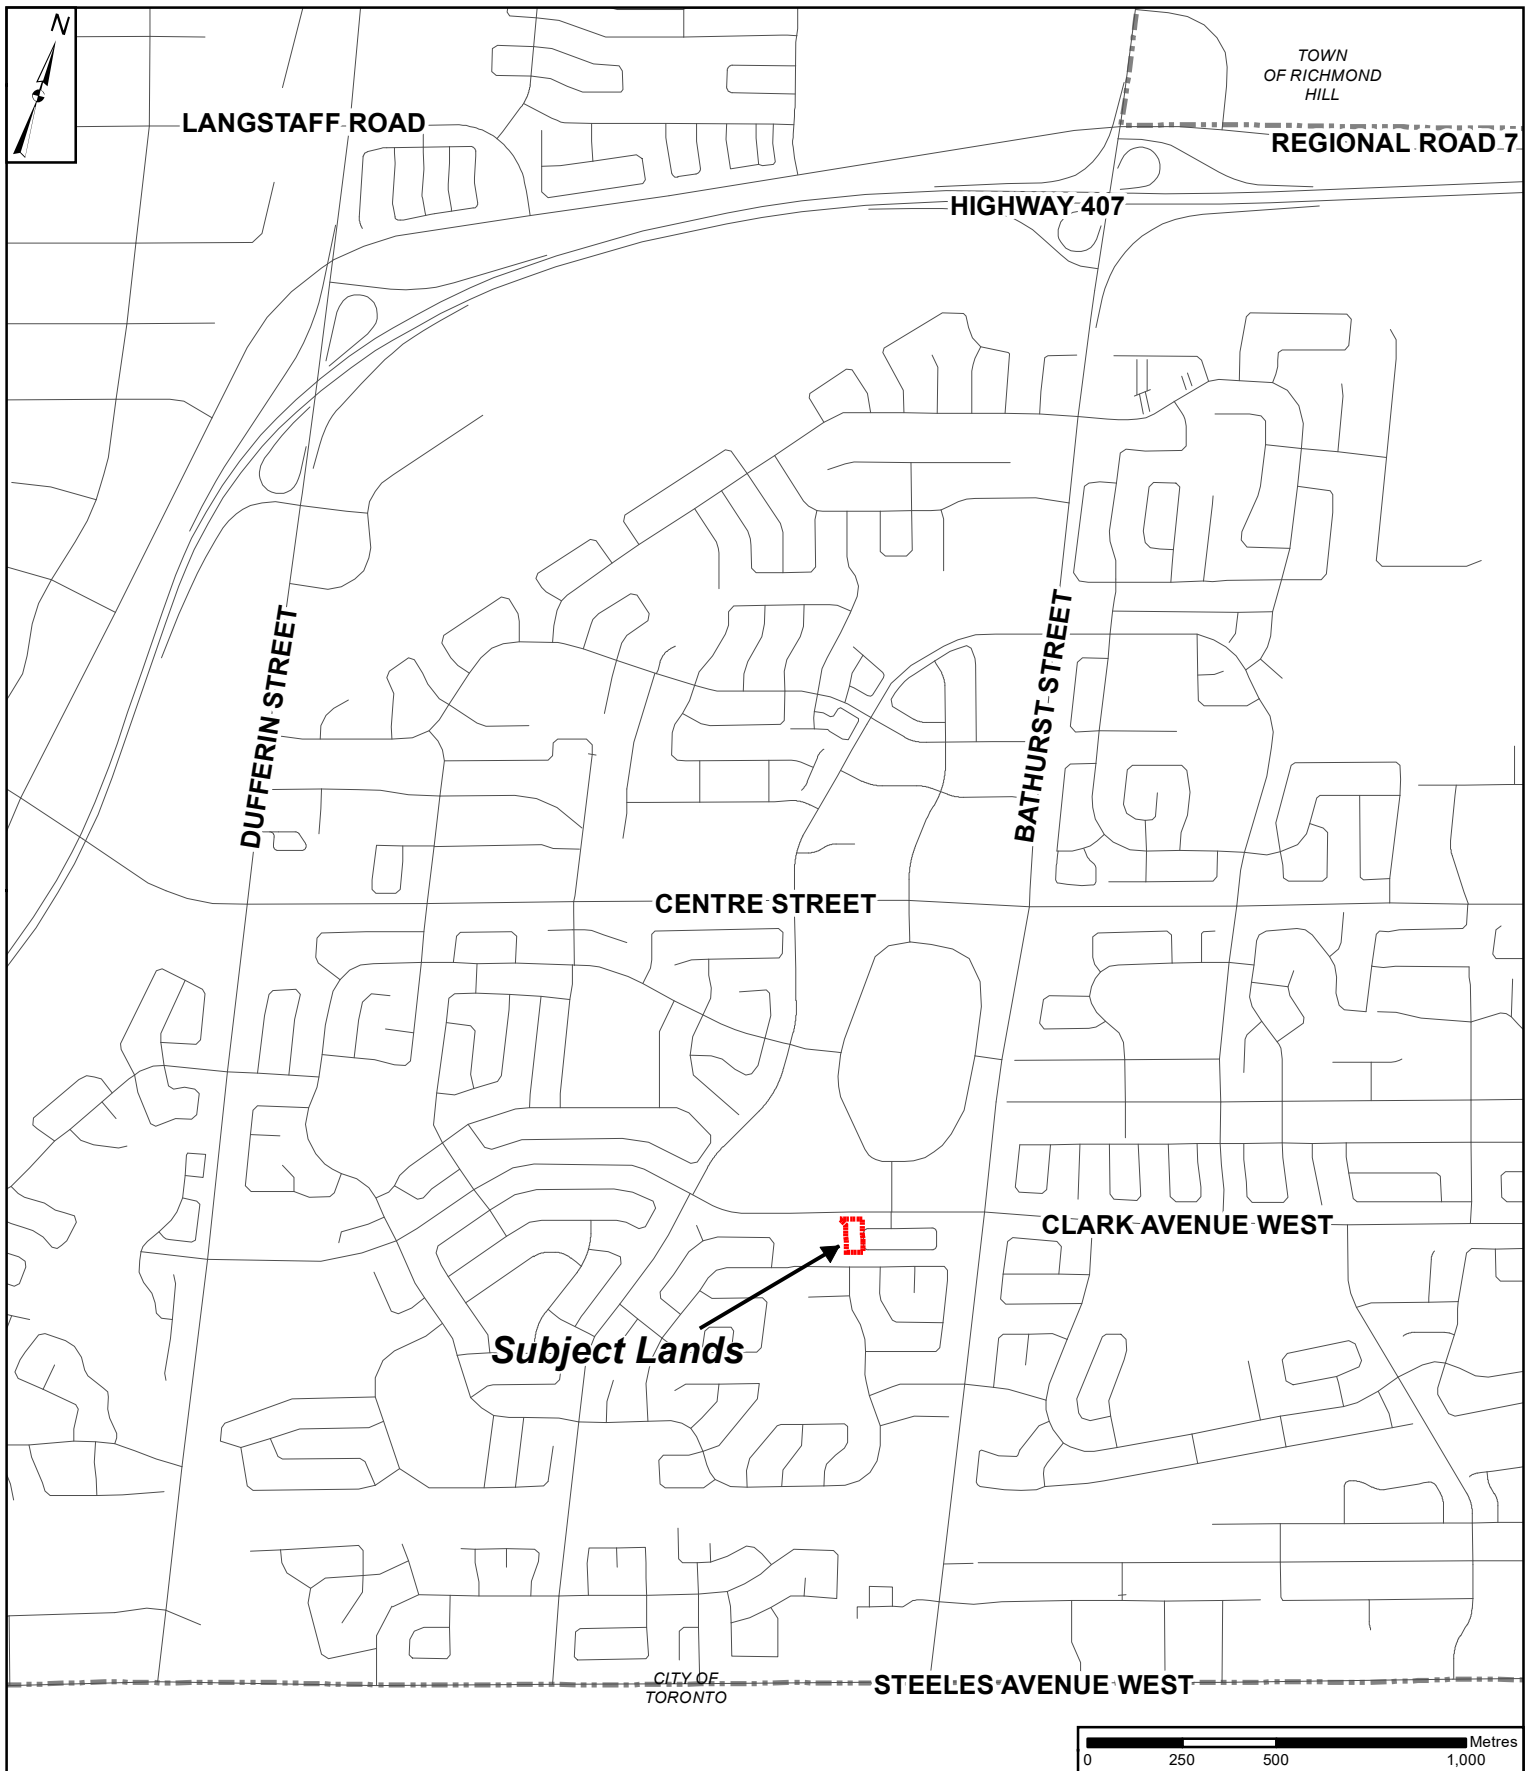 N
TOWN
OF RICHMOND
HILL
LANGSTAFF ROAD
REGIONAL ROAD 7
HIGHWAY 407
DUFFERIN STREET
BATHURST STREET
CENTRE STREET
CLARK AVENUE WEST
Subject Lands
CITY OF
TORONTO
STEELES AVENUE WEST
Metres
0 250 500 1,000